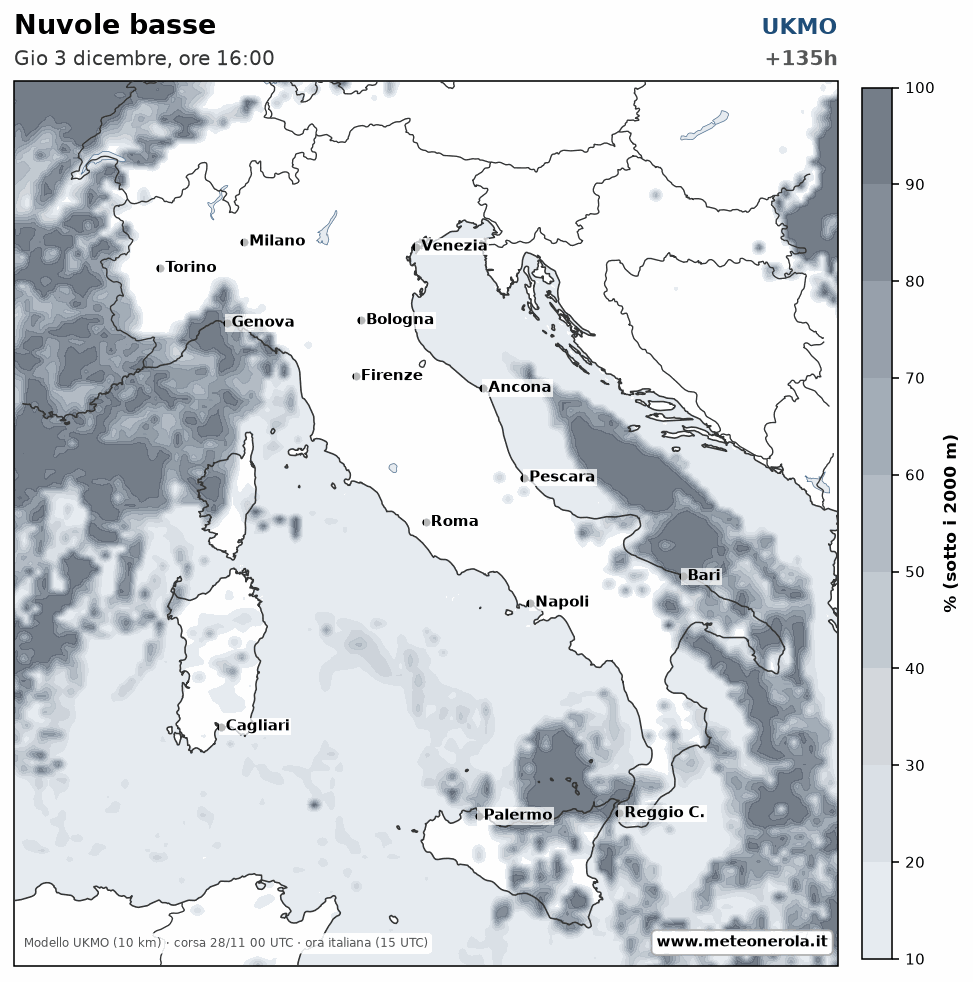 Nuvole basse
UKMO
Gio 3 dicembre, ore 16:00
+135h
100
90
80
70
60
50
40
30
20
10
% (sotto i 2000 m)
Milano
Venezia
Torino
Genova
Bologna
Firenze
Ancona
Pescara
Roma
Bari
Napoli
Cagliari
Palermo
Reggio C.
Modello UKMO (10 km) · corsa 28/11 00 UTC · ora italiana (15 UTC)
www.meteonerola.it